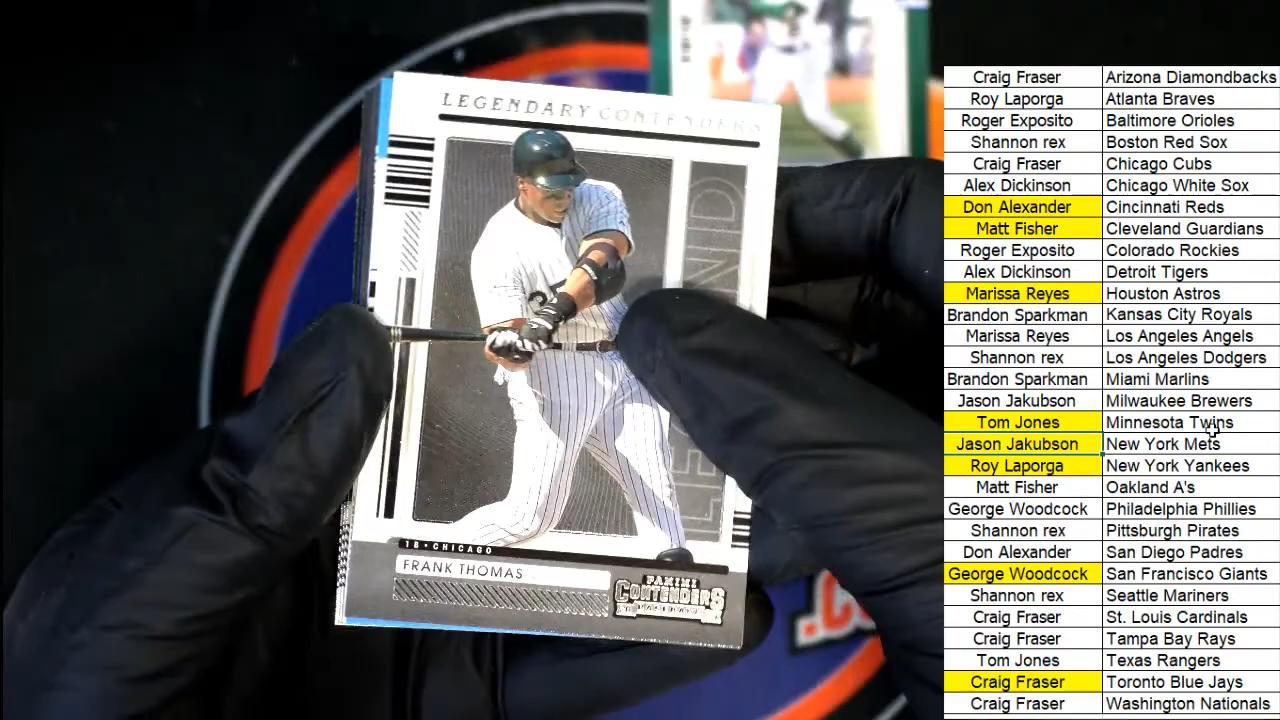 LEGENDARY CONTENDERS
LEGEND
1B • CHICAGO
FRANK THOMAS
PANINI
CONTENDERS
Craig Fraser Arizona Diamondbacks
Roy Laporga Atlanta Braves
Roger Exposito Baltimore Orioles
Shannon rex Boston Red Sox
Craig Fraser Chicago Cubs
Alex Dickinson Chicago White Sox
Don Alexander Cincinnati Reds
Matt Fisher Cleveland Guardians
Roger Exposito Colorado Rockies
Alex Dickinson Detroit Tigers
Marissa Reyes Houston Astros
Brandon Sparkman Kansas City Royals
Marissa Reyes Los Angeles Angels
Shannon rex Los Angeles Dodgers
Brandon Sparkman Miami Marlins
Jason Jakubson Milwaukee Brewers
Tom Jones Minnesota Twins
Jason Jakubson New York Mets
Roy Laporga New York Yankees
Matt Fisher Oakland A's
George Woodcock Philadelphia Phillies
Shannon rex Pittsburgh Pirates
Don Alexander San Diego Padres
George Woodcock San Francisco Giants
Shannon rex Seattle Mariners
Craig Fraser St. Louis Cardinals
Craig Fraser Tampa Bay Rays
Tom Jones Texas Rangers
Craig Fraser Toronto Blue Jays
Craig Fraser Washington Nationals